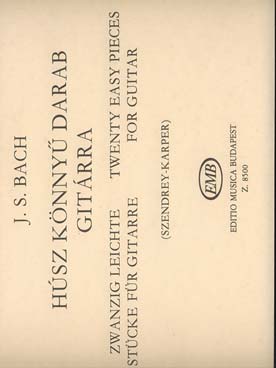 J. S. BACH
HÚSZ KÖNNYŰ DARAB
GITÁRRA
ZWANZIG LEICHTE
STÜCKE FÜR GITARRE
TWENTY EASY PIECES
FOR GUITAR
(SZENDREY-KARPER)
EMB
EDITIO MUSICA BUDAPEST
Z. 8500